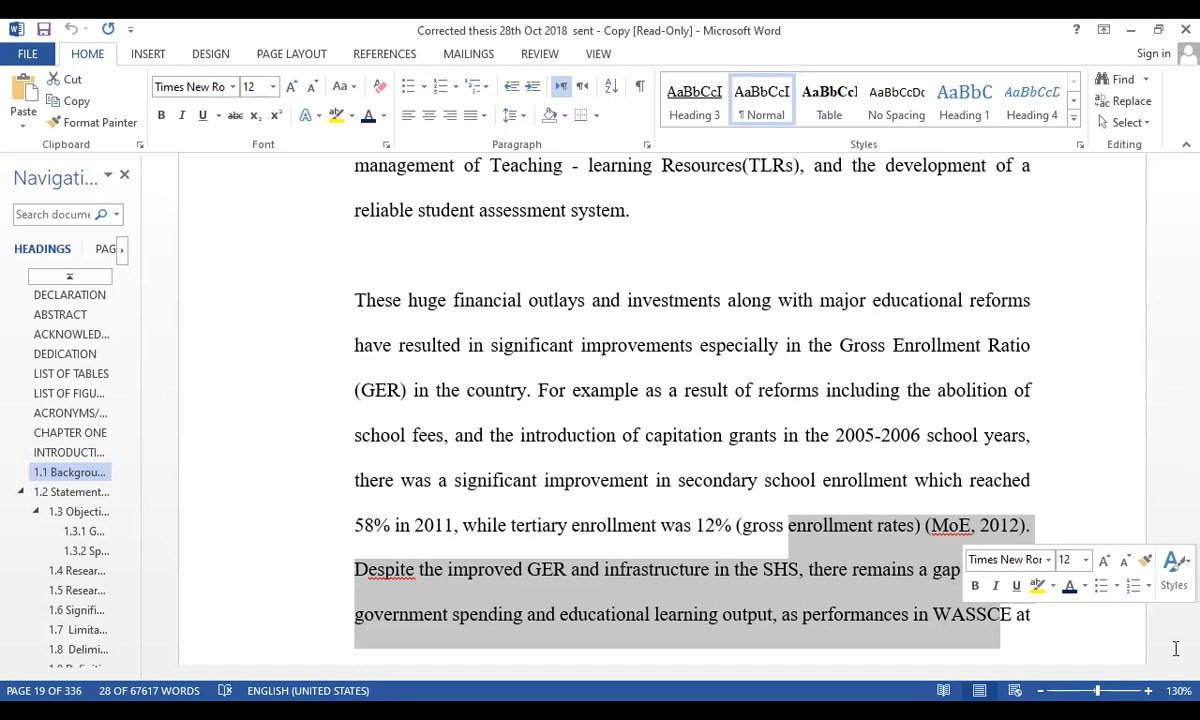 Corrected thesis 28th Oct 2018 sent - Copy [Read-Only] - Microsoft Word
FILE HOME INSERT DESIGN PAGE LAYOUT REFERENCES MAILINGS REVIEW VIEW Sign in
Paste Cut Copy Format Painter
Times New Ro 12 Aa
B I U abc x₂ x² A A
AaBbCcI AaBbCcI AaBbCcl AaBbCcDc AaBbC AaBbCcD
Heading 3 ¶ Normal Table No Spacing Heading 1 Heading 4
Find Replace Select
Clipboard Font Paragraph Styles Editing
Navigati...
Search docume
HEADINGS PAG
DECLARATION
ABSTRACT
ACKNOWLED...
DEDICATION
LIST OF TABLES
LIST OF FIGU...
ACRONYMS/...
CHAPTER ONE
INTRODUCTI...
1.1 Backgrou...
1.2 Statement...
1.3 Objecti...
1.3.1 G...
1.3.2 Sp...
1.4 Resear...
1.5 Resear...
1.6 Signifi...
1.7 Limita...
1.8 Delimi...
management of Teaching - learning Resources(TLRs), and the development of a
reliable student assessment system.
These huge financial outlays and investments along with major educational reforms
have resulted in significant improvements especially in the Gross Enrollment Ratio
(GER) in the country. For example as a result of reforms including the abolition of
school fees, and the introduction of capitation grants in the 2005-2006 school years,
there was a significant improvement in secondary school enrollment which reached
58% in 2011, while tertiary enrollment was 12% (gross enrollment rates) (MoE, 2012).
Despite the improved GER and infrastructure in the SHS, there remains a gap
government spending and educational learning output, as performances in WASSCE at
Times New Ror 12
B I U A Styles
PAGE 19 OF 336 28 OF 67617 WORDS ENGLISH (UNITED STATES) 130%